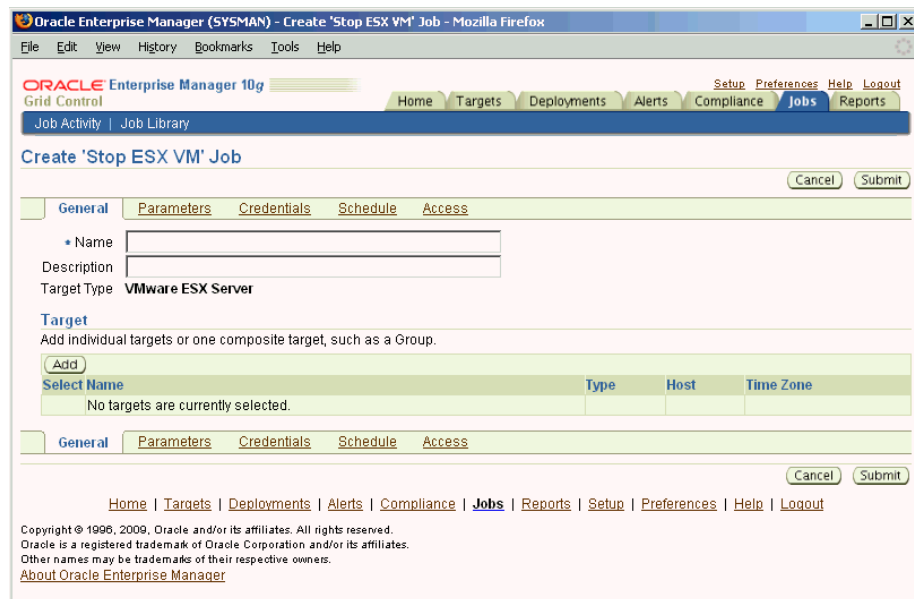 Oracle Enterprise Manager (SYSMAN) - Create 'Stop ESX VM' Job - Mozilla Firefox
File Edit View History Bookmarks Tools Help
ORACLE Enterprise Manager 10g
Grid Control
Setup Preferences Help Logout
Home Targets Deployments Alerts Compliance Jobs Reports
Job Activity | Job Library
Create 'Stop ESX VM' Job
Cancel Submit
General Parameters Credentials Schedule Access
* Name
Description
Target Type VMware ESX Server
Target
Add individual targets or one composite target, such as a Group.
Add
Select Name Type Host Time Zone
No targets are currently selected.
General Parameters Credentials Schedule Access
Cancel Submit
Home | Targets | Deployments | Alerts | Compliance | Jobs | Reports | Setup | Preferences | Help | Logout
Copyright © 1996, 2009, Oracle and/or its affiliates. All rights reserved.
Oracle is a registered trademark of Oracle Corporation and/or its affiliates.
Other names may be trademarks of their respective owners.
About Oracle Enterprise Manager